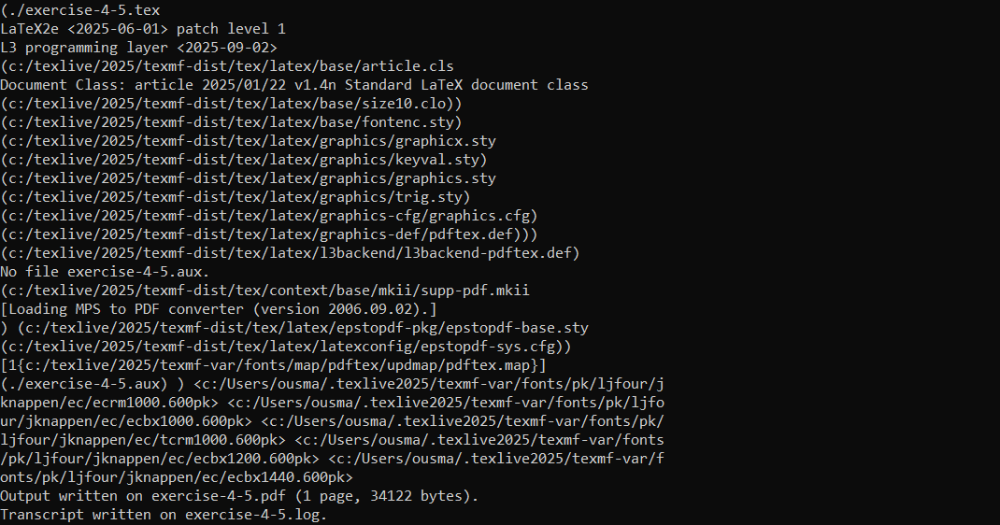 (./exercise-4-5.tex
LaTeX2e <2025-06-01> patch level 1
L3 programming layer <2025-09-02>
(c:/texlive/2025/texmf-dist/tex/latex/base/article.cls
Document Class: article 2025/01/22 v1.4n Standard LaTeX document class
(c:/texlive/2025/texmf-dist/tex/latex/base/size10.clo))
(c:/texlive/2025/texmf-dist/tex/latex/base/fontenc.sty)
(c:/texlive/2025/texmf-dist/tex/latex/graphics/graphicx.sty
(c:/texlive/2025/texmf-dist/tex/latex/graphics/keyval.sty)
(c:/texlive/2025/texmf-dist/tex/latex/graphics/graphics.sty
(c:/texlive/2025/texmf-dist/tex/latex/graphics/trig.sty)
(c:/texlive/2025/texmf-dist/tex/latex/graphics-cfg/graphics.cfg)
(c:/texlive/2025/texmf-dist/tex/latex/graphics-def/pdftex.def)))
(c:/texlive/2025/texmf-dist/tex/latex/l3backend/l3backend-pdftex.def)
No file exercise-4-5.aux.
(c:/texlive/2025/texmf-dist/tex/context/base/mkii/supp-pdf.mkii
[Loading MPS to PDF converter (version 2006.09.02).]
) (c:/texlive/2025/texmf-dist/tex/latex/epstopdf-pkg/epstopdf-base.sty
(c:/texlive/2025/texmf-dist/tex/latex/latexconfig/epstopdf-sys.cfg))
[1{c:/texlive/2025/texmf-var/fonts/map/pdftex/updmap/pdftex.map}]
(./exercise-4-5.aux) ) <c:/Users/ousma/.texlive2025/texmf-var/fonts/pk/ljfour/j
knappen/ec/ecrm1000.600pk> <c:/Users/ousma/.texlive2025/texmf-var/fonts/pk/ljfo
ur/jknappen/ec/ecbx1000.600pk> <c:/Users/ousma/.texlive2025/texmf-var/fonts/pk/
ljfour/jknappen/ec/tcrm1000.600pk> <c:/Users/ousma/.texlive2025/texmf-var/fonts
/pk/ljfour/jknappen/ec/ecbx1200.600pk> <c:/Users/ousma/.texlive2025/texmf-var/f
onts/pk/ljfour/jknappen/ec/ecbx1440.600pk>
Output written on exercise-4-5.pdf (1 page, 34122 bytes).
Transcript written on exercise-4-5.log.